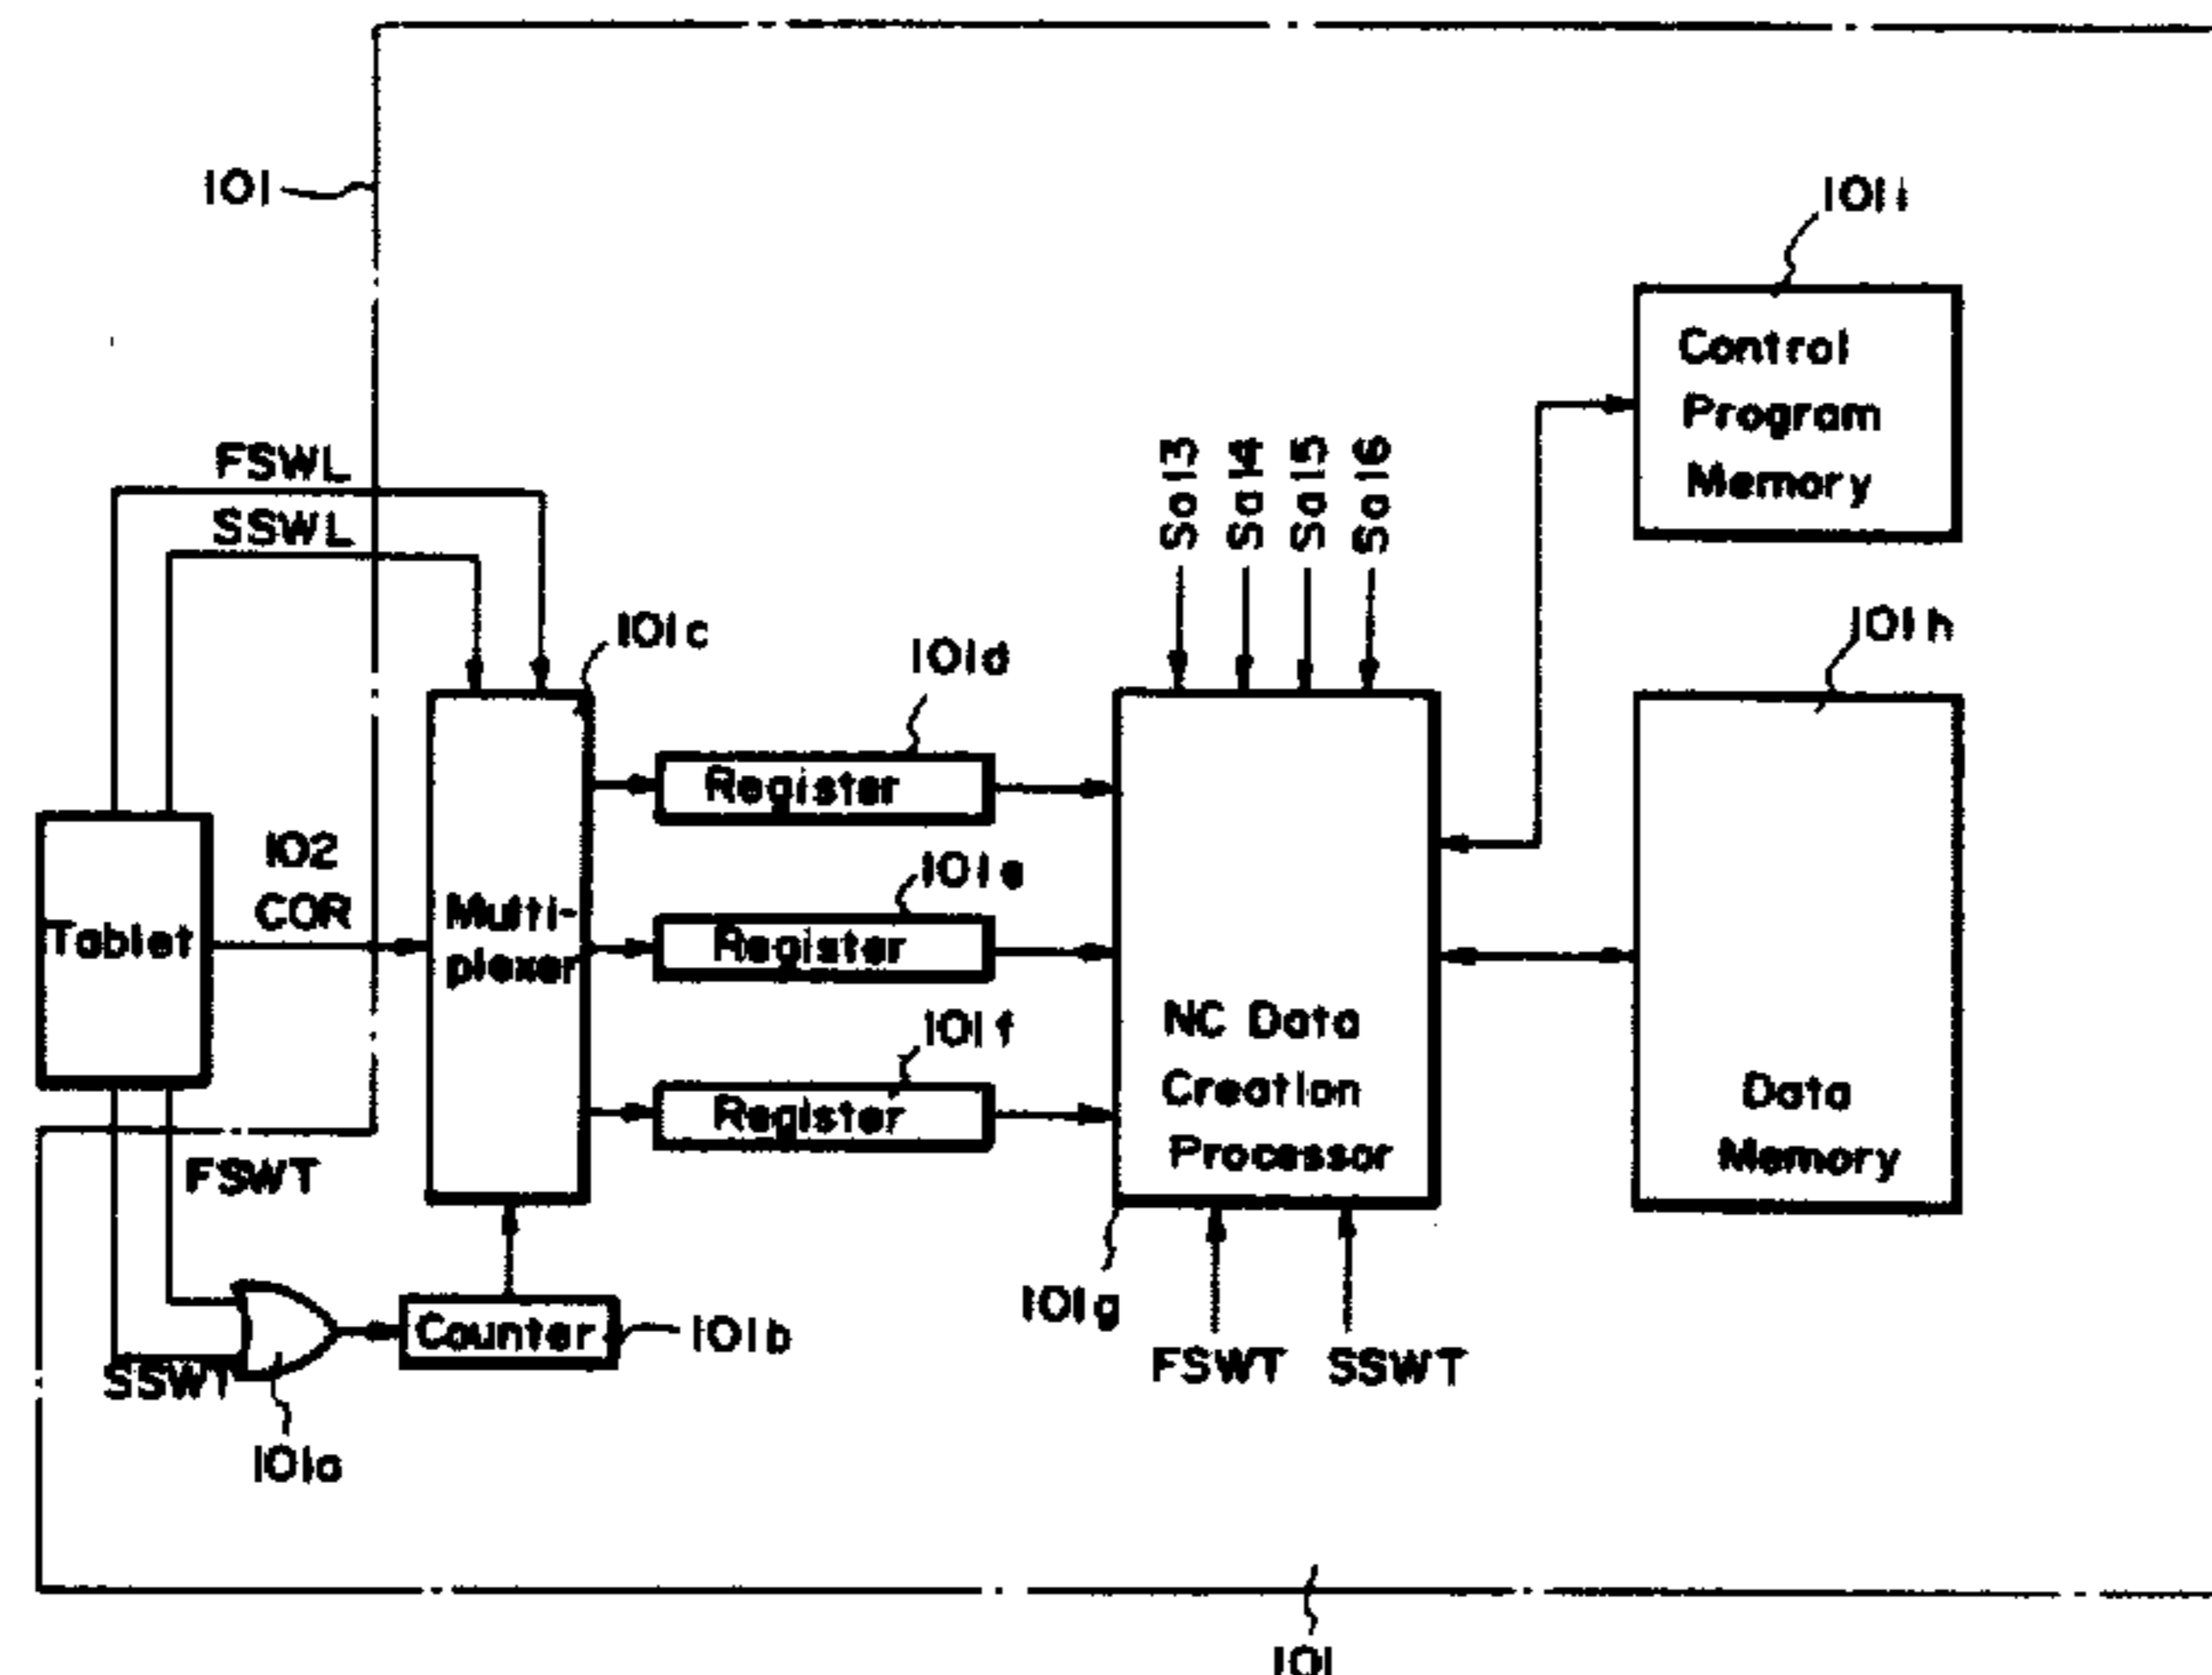 101
101i
Control
Program
Memory
FSWL
SSWL
Sa13
Sa14
Sa15
Sa16
101c
101d
101h
Register
102
COR
Tablet
Multi-
plexer
101e
Register
101f
Register
NC Data
Creation
Processor
Data
Memory
FSWT
SSWT
Counter
101b
101g
FSWT
SSWT
101a
101